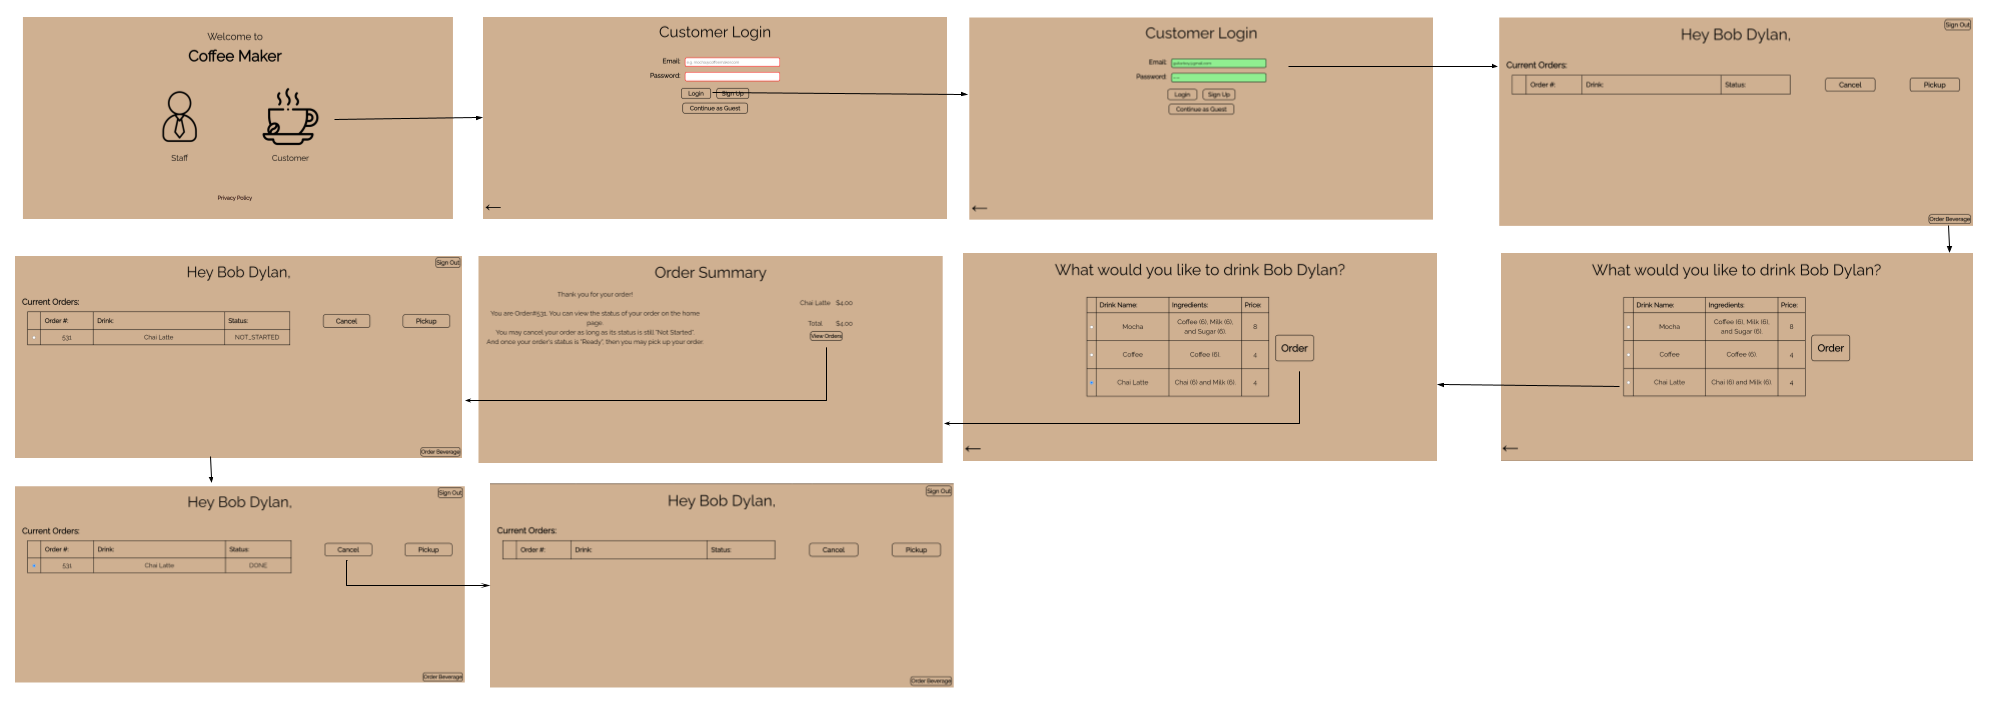 Welcome to
Coffee Maker
Staff
Customer
Privacy Policy
Customer Login
Email:
Password:
Login Sign Up
Continue as Guest
Customer Login
Email:
Password:
Login Sign Up
Continue as Guest
Sign Out
Hey Bob Dylan,
Current Orders:
Order #: Drink: Status:
Cancel Pickup
Order Beverage
Sign Out
Hey Bob Dylan,
Current Orders:
Order #: Drink: Status:
531 Chai Latte NOT_STARTED
Cancel Pickup
Order Beverage
Order Summary
Thank you for your order!
You are Order#531. You can view the status of your order on the home
page.
You may cancel your order as long as its status is still "Not Started".
And once your order's status is "Ready", then you may pick up your order.
Chai Latte $4.00
Total $4.00
View Orders
What would you like to drink Bob Dylan?
Drink Name: Ingredients: Price:
Mocha Coffee (6), Milk (6), 8
and Sugar (6).
Coffee Coffee (6). 4
Chai Latte Chai (6) and Milk (6). 4
Order
What would you like to drink Bob Dylan?
Drink Name: Ingredients: Price:
Mocha Coffee (6), Milk (6), 8
and Sugar (6).
Coffee Coffee (6). 4
Chai Latte Chai (6) and Milk (6). 4
Order
Sign Out
Hey Bob Dylan,
Current Orders:
Order #: Drink: Status:
531 Chai Latte DONE
Cancel Pickup
Order Beverage
Sign Out
Hey Bob Dylan,
Current Orders:
Order #: Drink: Status:
Cancel Pickup
Order Beverage